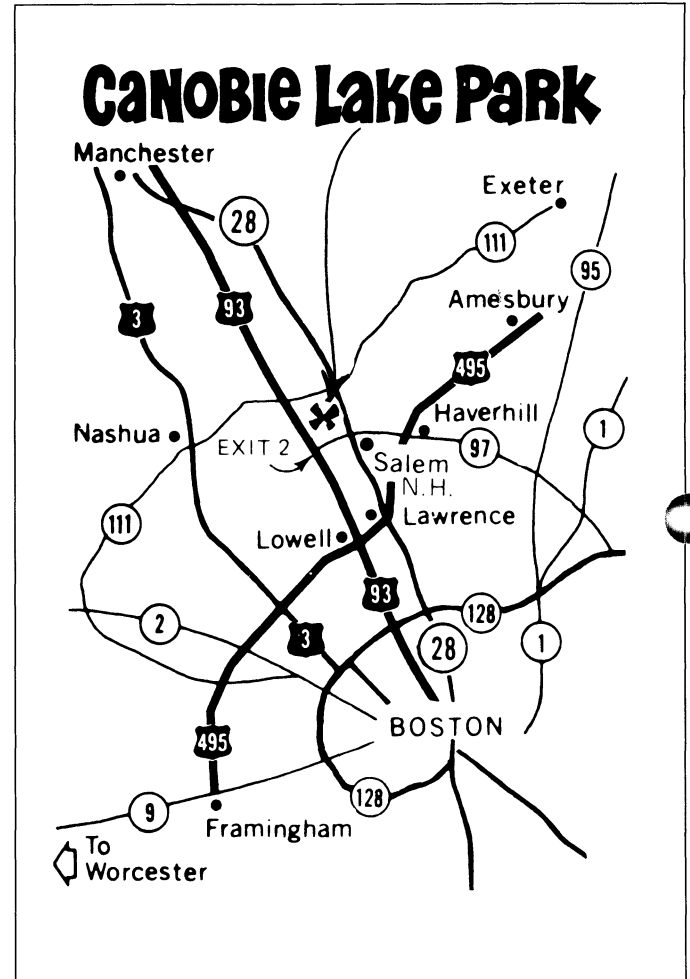 CANOBIE LAKE PARK
Manchester
Exeter
28
111
95
Amesbury
3
93
495
Haverhill
1
Nashua
EXIT 2
97
Salem
N.H.
111
Lawrence
Lowell
93
128
2
3
28
1
BOSTON
495
128
9
Framingham
To
Worcester